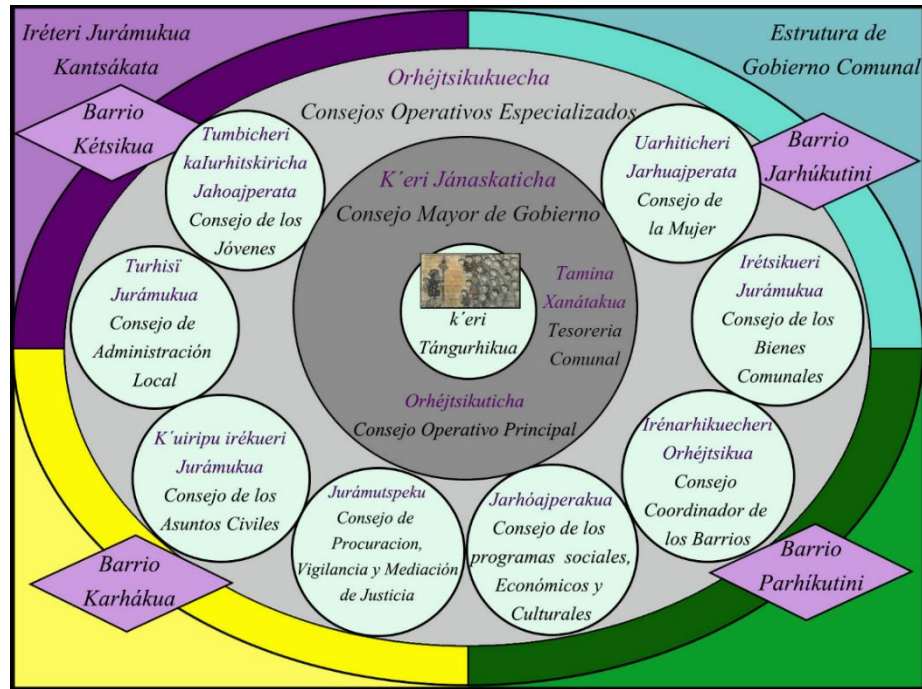 Iréteri Jurámukua
Kantsákata
Estrutura de
Gobierno Comunal
Barrio
Kétsikua
Barrio
Jarhúkutini
Orhéjtsikukuecha
Consejos Operativos Especializados
Tumbicheri
kaIurhitskiricha
Jahoajperata
Consejo de los
Jóvenes
Uarhiticheri
Jarhuajperata
Consejo de
la Mujer
K´eri Jánaskaticha
Consejo Mayor de Gobierno
Turhisï
Jurámukua
Consejo de
Administración
Local
k´eri
Tángurhikua
Tamina
Xanátakua
Tesoreria
Comunal
Irétsikueri
Jurámukua
Consejo de los
Bienes
Comunales
Orhéjtsikuticha
Consejo Operativo Principal
K´uiripu irékueri
Jurámukua
Consejo de los
Asuntos Civiles
Jurámutspeku
Consejo de
Procuracion,
Vigilancia y Mediación
de Justicia
Jarhóajperakua
Consejo de los
programas sociales,
Económicos y
Culturales
Irénarhikuecheri
Orhéjtsikua
Consejo
Coordinador de
los Barrios
Barrio
Karhákua
Barrio
Parhíkutini